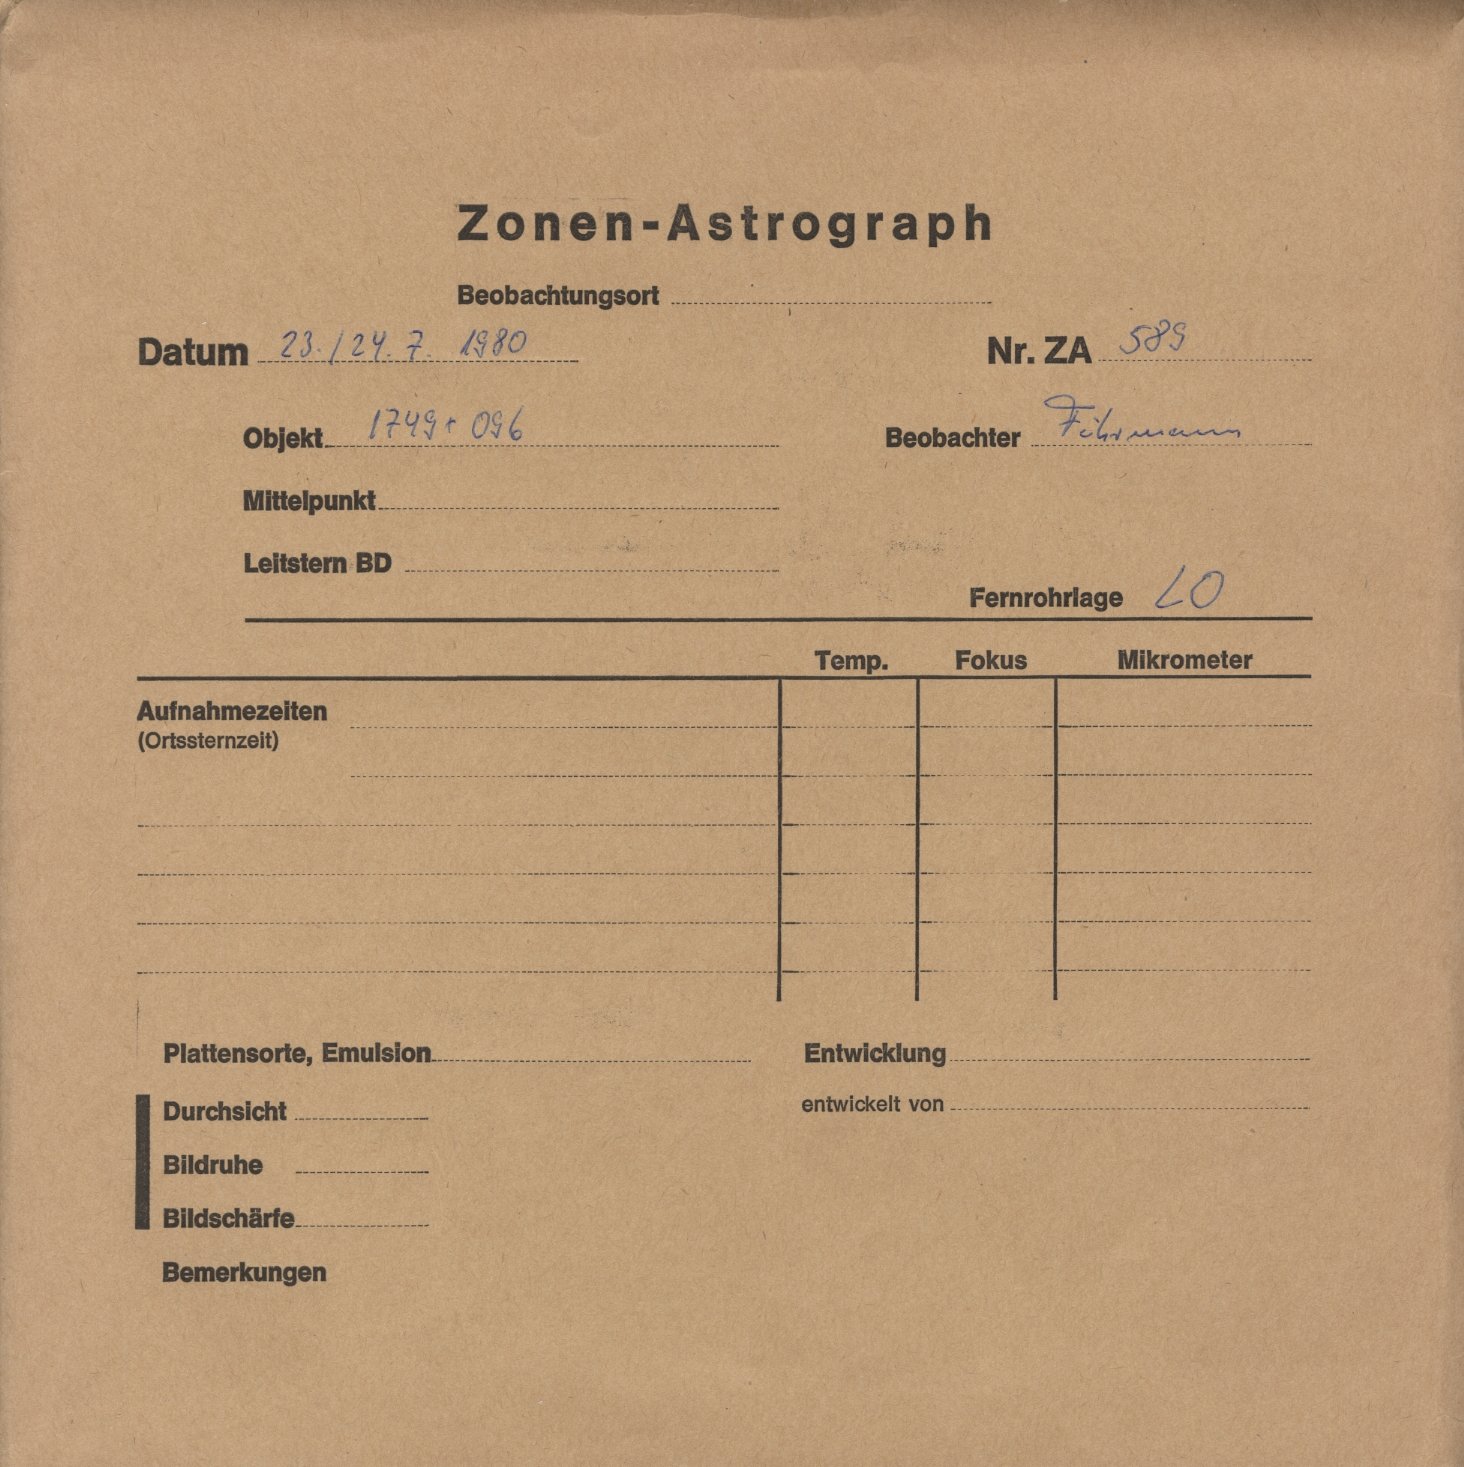 Zonen-Astrograph
Beobachtungsort
Datum 23./24. 7. 1980
Nr. ZA 589
Objekt 1749+096
Beobachter Führmann
Mittelpunkt
Leitstern BD
Fernrohrlage LO
Temp. Fokus Mikrometer
Aufnahmezeiten
(Ortssternzeit)
Plattensorte, Emulsion
Entwicklung
entwickelt von
Durchsicht
Bildruhe
Bildschärfe
Bemerkungen